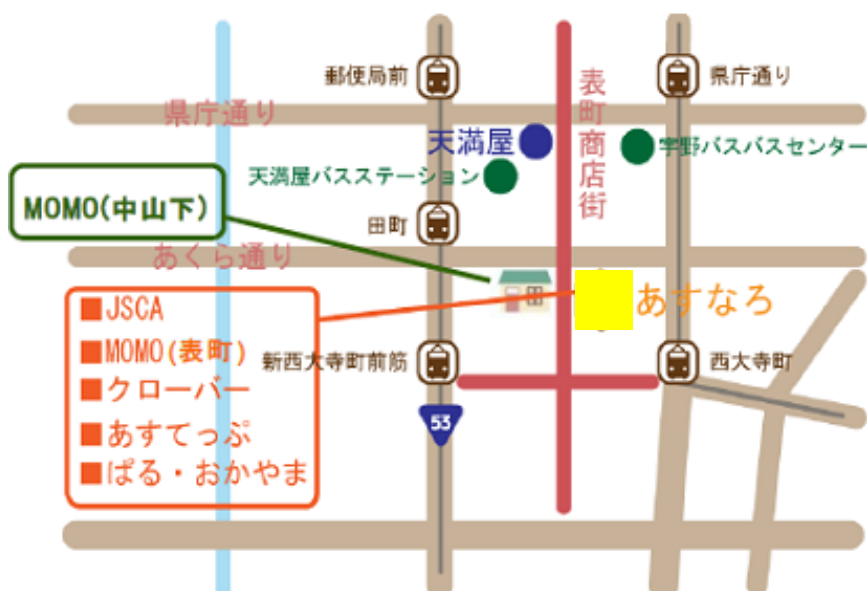 郵便局前
県庁通り
県庁通り
表町商店街
天満屋
宇野バスバスセンター
天満屋バスステーション
MOMO(中山下)
田町
あくら通り
■JSCA
■MOMO(表町)
■クローバー
■あすてっぷ
■ぱる・おかやま
あすなろ
新西大寺町前筋
西大寺町
53